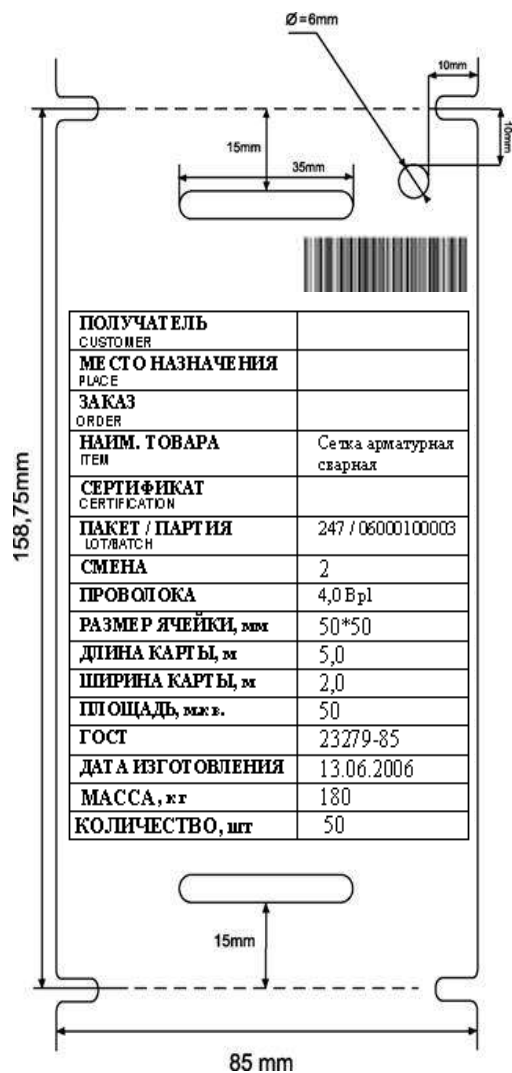 Ø=6mm
10mm
10mm
15mm
35mm
ПОЛУЧАТЕЛЬ
CUSTOMER
МЕСТО НАЗНАЧЕНИЯ
PLACE
ЗАКАЗ
ORDER
НАИМ. ТОВАРА Сетка арматурная
ITEM сварная
СЕРТИФИКАТ
CERTIFICATION
ПАКЕТ / ПАРТИЯ 247 / 06000100003
LOT/BATCH
СМЕНА 2
ПРОВОЛОКА 4,0 Вр1
РАЗМЕР ЯЧЕЙКИ, мм 50*50
ДЛИНА КАРТЫ, м 5,0
ШИРИНА КАРТЫ, м 2,0
ПЛОЩАДЬ, м.кв. 50
ГОСТ 23279-85
ДАТА ИЗГОТОВЛЕНИЯ 13.06.2006
МАССА, кг 180
КОЛИЧЕСТВО, шт 50
158,75mm
15mm
85 mm